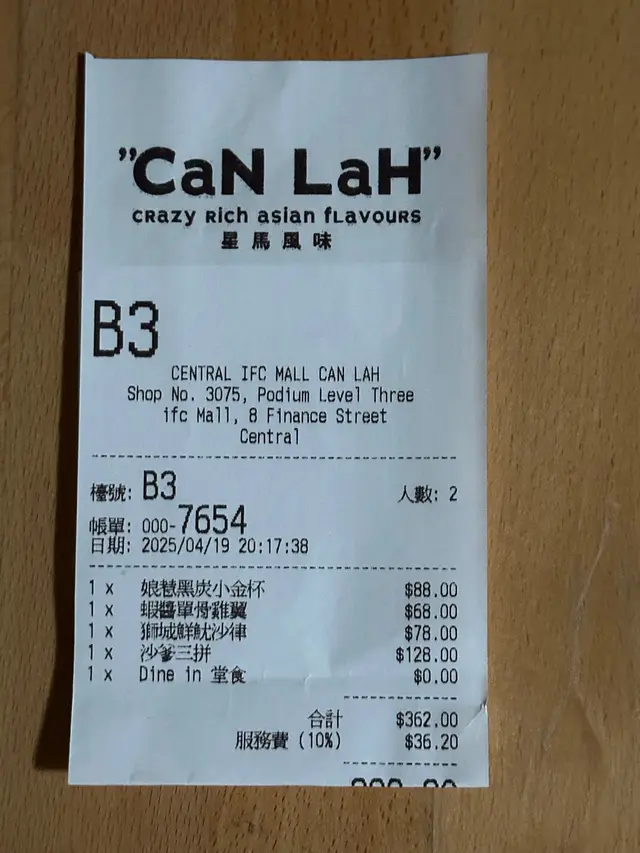 "CaN LaH"
cRazy Rich asian fLavouRs
星馬風味
B3
CENTRAL IFC MALL CAN LAH
Shop No. 3075, Podium Level Three
ifc Mall, 8 Finance Street
Central
檯號: B3 人數: 2
帳單: 000-7654
日期: 2025/04/19 20:17:38
1 x 娘惹黑炭小金杯 $88.00
1 x 蝦醬單骨雞翼 $68.00
1 x 獅城鮮魷沙律 $78.00
1 x 沙爹三拼 $128.00
1 x Dine in 堂食 $0.00
合計 $362.00
服務費 (10%) $36.20